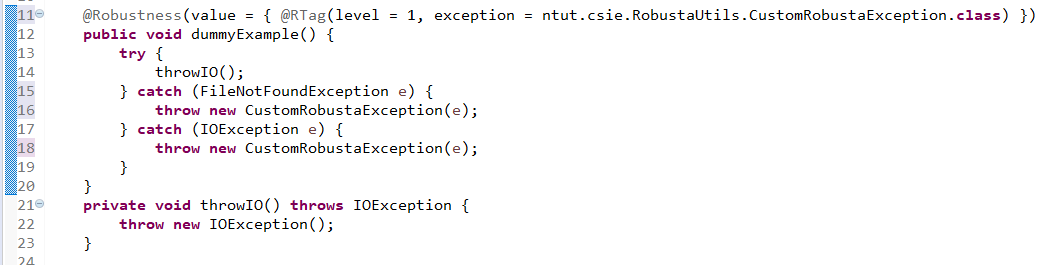 11 @Robustness(value = { @RTag(level = 1, exception = ntut.csie.RobustaUtils.CustomRobustaException.class) })
12 public void dummyExample() {
13 try {
14 throwIO();
15 } catch (FileNotFoundException e) {
16 throw new CustomRobustaException(e);
17 } catch (IOException e) {
18 throw new CustomRobustaException(e);
19 }
20 }
21 private void throwIO() throws IOException {
22 throw new IOException();
23 }
24